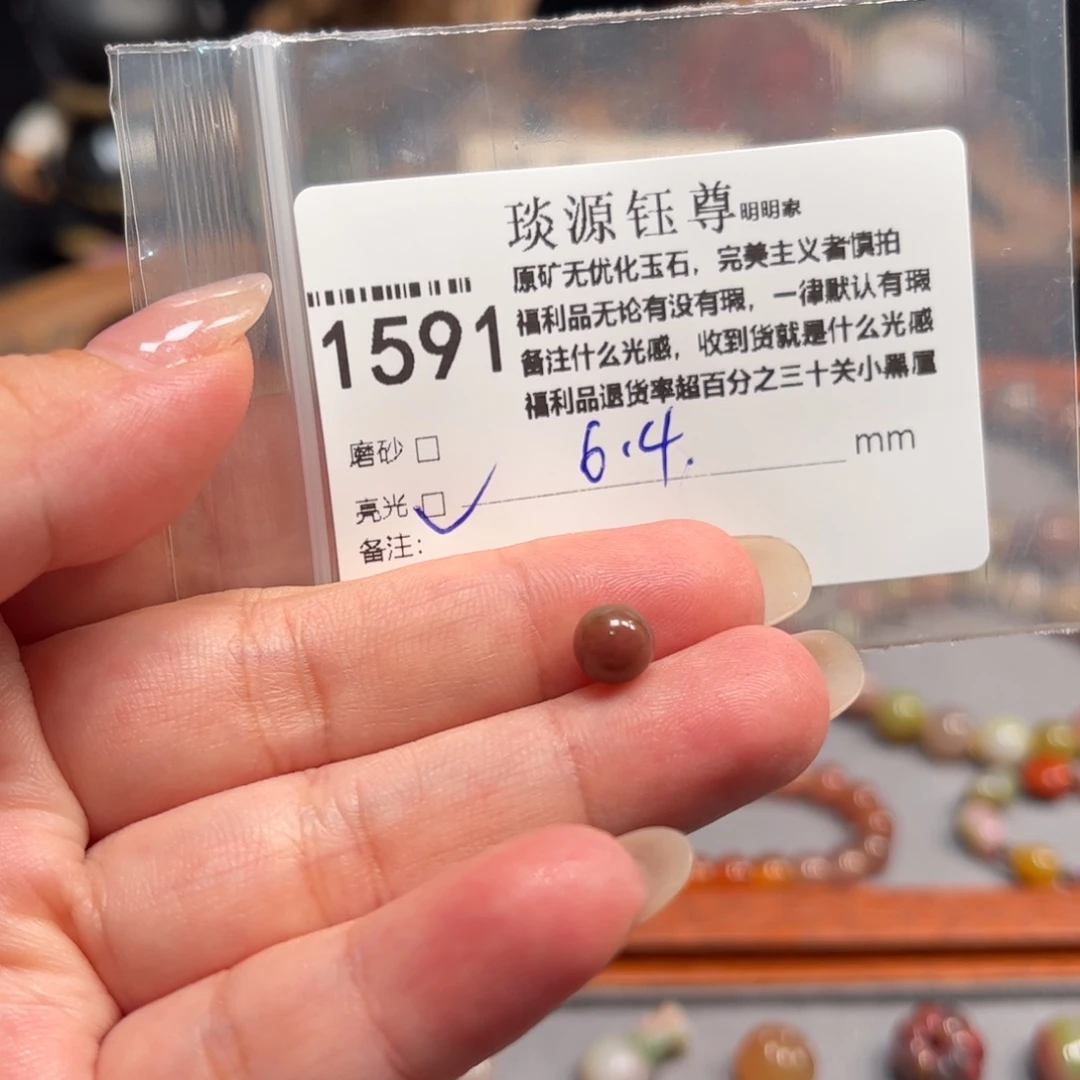 琰源钰尊明明家
原矿无优化玉石，完美主义者慎拍
福利品无论有没有瑕，一律默认有瑕
备注什么光感，收到货就是什么光感
福利品退货率超百分之三十关小黑屋
1591
磨砂 □
6.4. mm
亮光 □ ✓
备注：